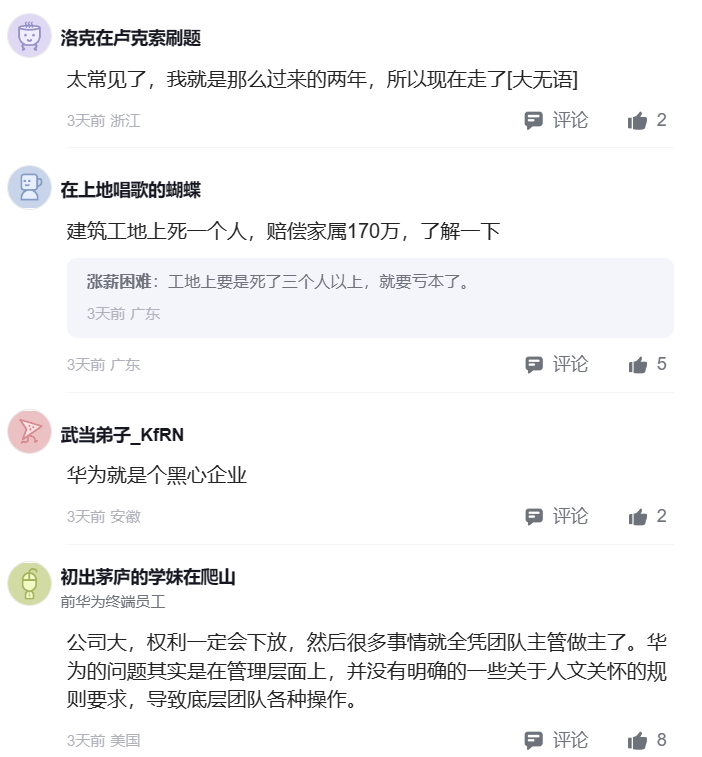 洛克在卢克索刷题
太常见了，我就是那么过来的两年，所以现在走了[大无语]
3天前 浙江 评论 2
在上地唱歌的蝴蝶
建筑工地上死一个人，赔偿家属170万，了解一下
涨薪困难：工地上要是死了三个人以上，就要亏本了。
3天前 广东
3天前 广东 评论 5
武当弟子_KfRN
华为就是个黑心企业
3天前 安徽 评论 2
初出茅庐的学妹在爬山
前华为终端员工
公司大，权利一定会下放，然后很多事情就全凭团队主管做主了。华
为的问题其实是在管理层面上，并没有明确的一些关于人文关怀的规
则要求，导致底层团队各种操作。
3天前 美国 评论 8